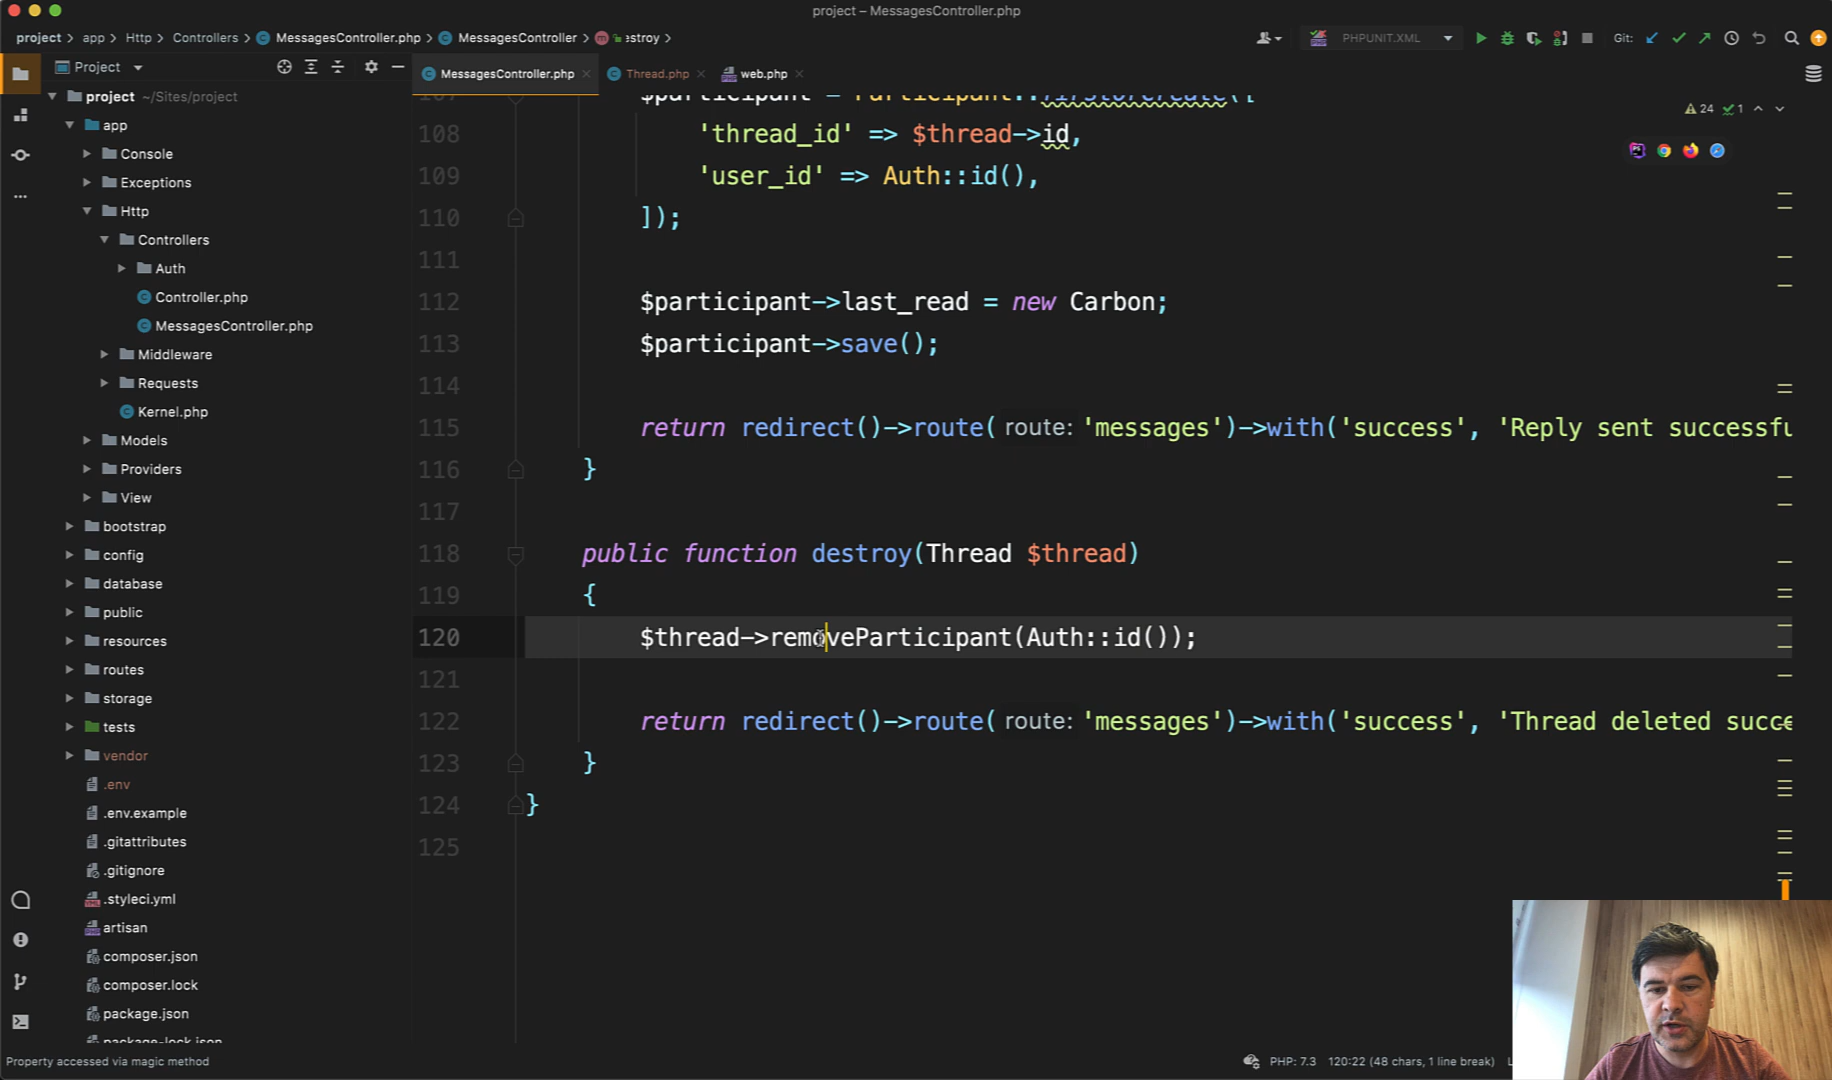 project – MessagesController.php
project > app > Http > Controllers > MessagesController.php > MessagesController > estroy >
PHPUNIT.XML
Git:
Project
MessagesController.php
Thread.php
web.php
project ~/Sites/project
app
Console
Exceptions
Http
Controllers
Auth
Controller.php
MessagesController.php
Middleware
Requests
Kernel.php
Models
Providers
View
bootstrap
config
database
public
resources
routes
storage
tests
vendor
.env
.env.example
.gitattributes
.gitignore
.styleci.yml
artisan
composer.json
composer.lock
package.json
package-lock.json
24 1
107 $participant = Participant::firstOrCreate([
108 'thread_id' => $thread->id,
109 'user_id' => Auth::id(),
110 ]);
111
112 $participant->last_read = new Carbon;
113 $participant->save();
114
115 return redirect()->route( route: 'messages')->with('success', 'Reply sent successfu
116 }
117
118 public function destroy(Thread $thread)
119 {
120 $thread->removeParticipant(Auth::id());
121
122 return redirect()->route( route: 'messages')->with('success', 'Thread deleted succe
123 }
124 }
125
Property accessed via magic method
PHP: 7.3 120:22 (48 chars, 1 line break)